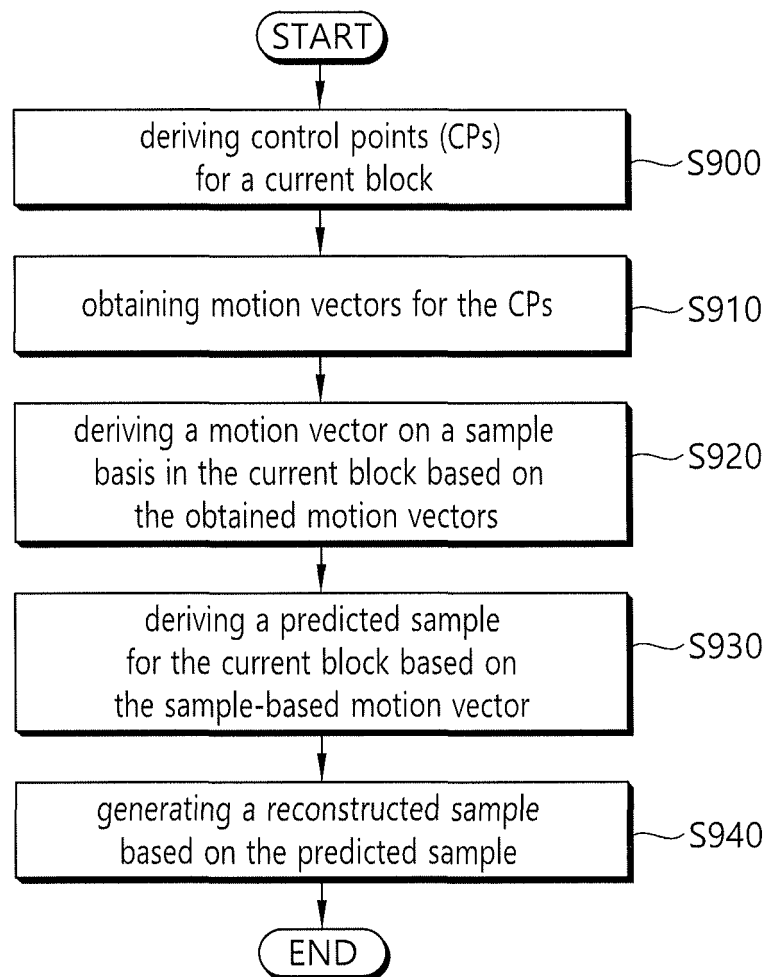 START
deriving control points (CPs)
for a current block
S900
obtaining motion vectors for the CPs
S910
deriving a motion vector on a sample
basis in the current block based on
the obtained motion vectors
S920
deriving a predicted sample
for the current block based on
the sample-based motion vector
S930
generating a reconstructed sample
based on the predicted sample
S940
END